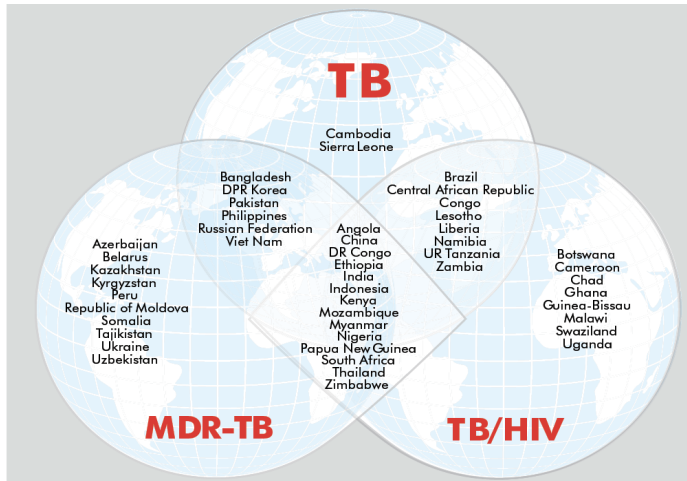 TB
Cambodia
Sierra Leone
Bangladesh
DPR Korea
Pakistan
Philippines
Russian Federation
Viet Nam
Brazil
Central African Republic
Congo
Lesotho
Liberia
Namibia
UR Tanzania
Zambia
Azerbaijan
Belarus
Kazakhstan
Kyrgyzstan
Peru
Republic of Moldova
Somalia
Tajikistan
Ukraine
Uzbekistan
Angola
China
DR Congo
Ethiopia
India
Indonesia
Kenya
Mozambique
Myanmar
Nigeria
Papua New Guinea
South Africa
Thailand
Zimbabwe
Botswana
Cameroon
Chad
Ghana
Guinea-Bissau
Malawi
Swaziland
Uganda
MDR-TB
TB/HIV